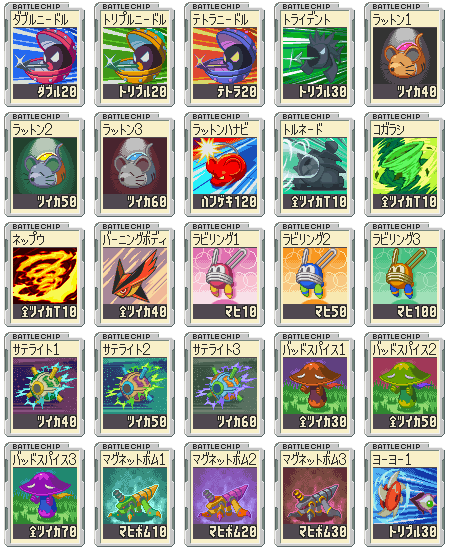 BATTLECHIP BATTLECHIP BATTLECHIP BATTLECHIP BATTLECHIP
ダブルニードル トリプルニードル テトラニードル トライデント ラットン1
ダブル20 トリプル20 テトラ20 トリプル30 ツイカ40
BATTLECHIP BATTLECHIP BATTLECHIP BATTLECHIP BATTLECHIP
ラットン2 ラットン3 ラットンハナビ トルネード コガラシ
ツイカ50 ツイカ60 ハンゲキ120 全ツイカT10 全ツイカT10
BATTLECHIP BATTLECHIP BATTLECHIP BATTLECHIP BATTLECHIP
ネップウ バーニングボディ ラビリング1 ラビリング2 ラビリング3
全ツイカT10 全ツイカ40 マヒ10 マヒ50 マヒ100
BATTLECHIP BATTLECHIP BATTLECHIP BATTLECHIP BATTLECHIP
サテライト1 サテライト2 サテライト3 バッドスパイス1 バッドスパイス2
ツイカ40 ツイカ50 ツイカ60 全ツイカ30 全ツイカ50
BATTLECHIP BATTLECHIP BATTLECHIP BATTLECHIP BATTLECHIP
バッドスパイス3 マグネットボム1 マグネットボム2 マグネットボム3 ヨーヨー1
全ツイカ70 マヒボム10 マヒボム20 マヒボム30 トリプル30